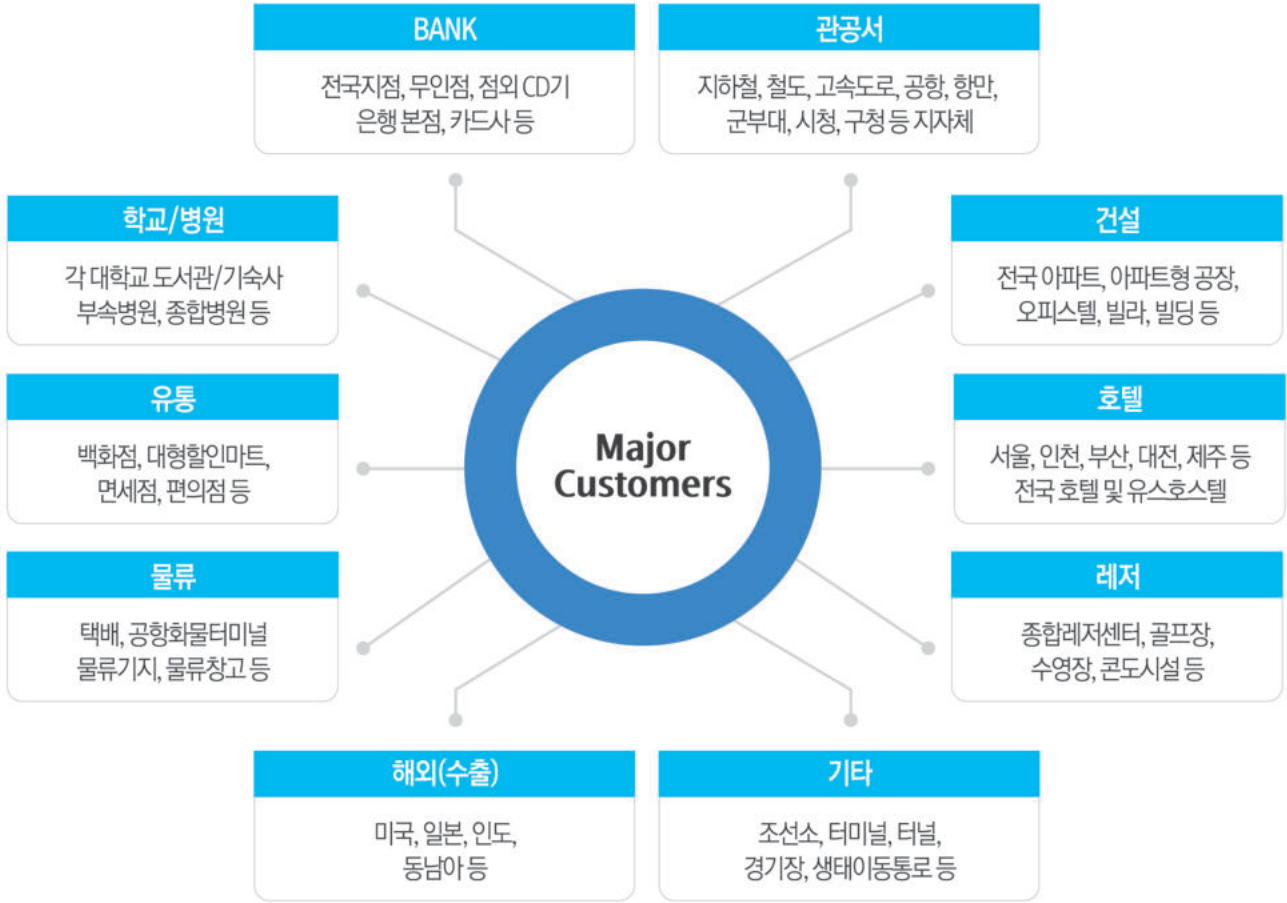 BANK
전국지점, 무인점, 점외 CD기
은행 본점, 카드사 등
관공서
지하철, 철도, 고속도로, 공항, 항만,
군부대, 시청, 구청 등 지자체
학교/병원
각 대학교 도서관/기숙사
부속병원, 종합병원 등
건설
전국 아파트, 아파트형 공장,
오피스텔, 빌라, 빌딩 등
유통
백화점, 대형할인마트,
면세점, 편의점 등
Major
Customers
호텔
서울, 인천, 부산, 대전, 제주 등
전국 호텔 및 유스호스텔
물류
택배, 공항화물터미널
물류기지, 물류창고 등
레저
종합레저센터, 골프장,
수영장, 콘도시설 등
해외(수출)
미국, 일본, 인도,
동남아 등
기타
조선소, 터미널, 터널,
경기장, 생태이동통로 등